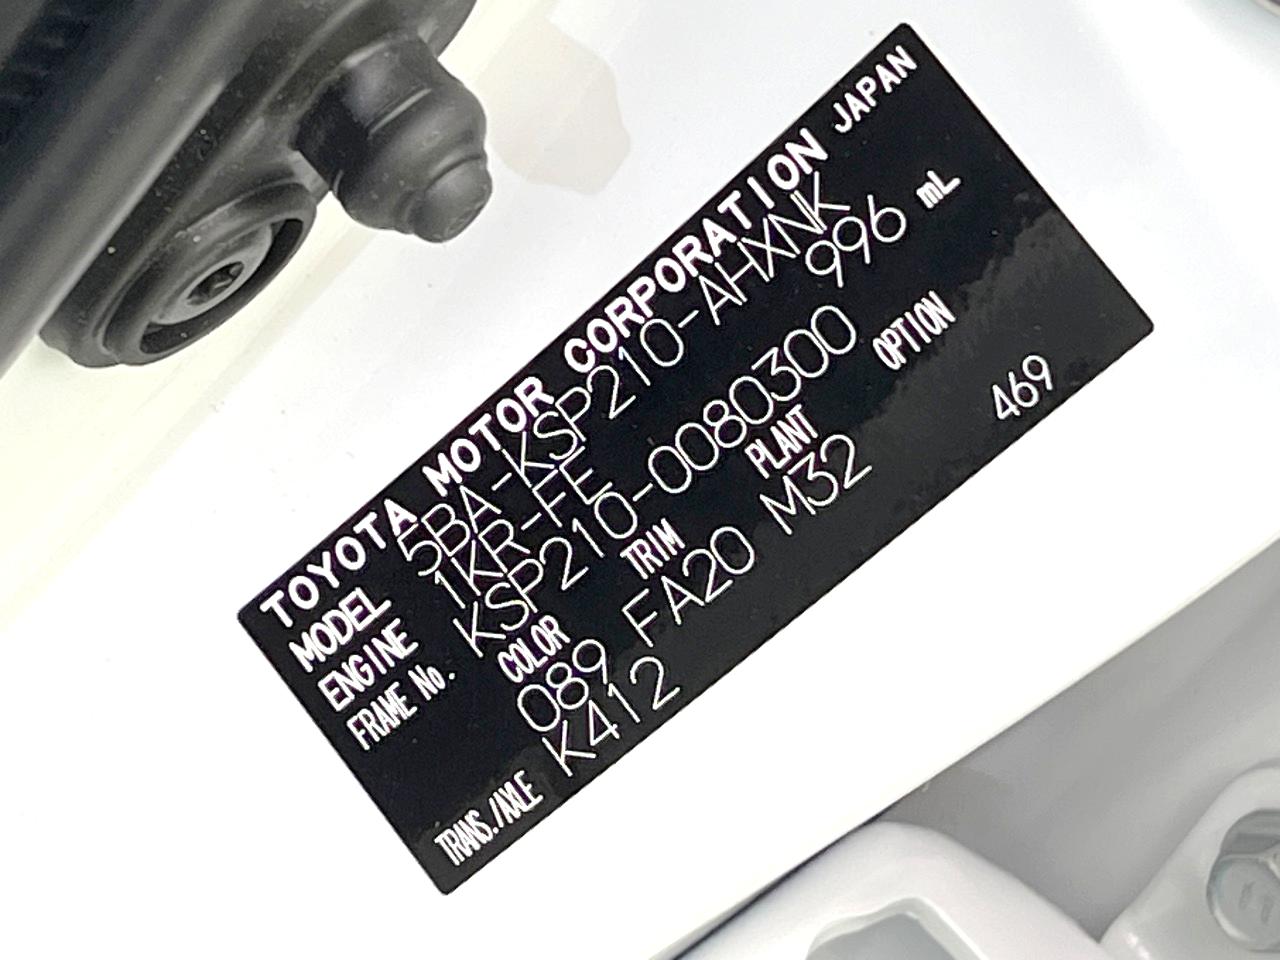 TOYOTA MOTOR CORPORATION JAPAN
MODEL 5BA-KSP210-AHXNK
ENGINE 1KR-FE 996 mL
FRAME No. KSP210-0080300
COLOR TRIM PLANT OPTION
089 FA20 M32
TRANS./AXLE K412 469